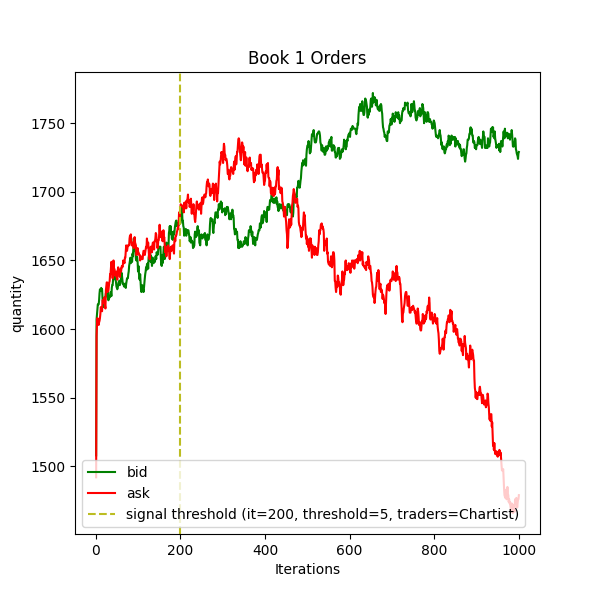 Book 1 Orders
quantity
1750
1700
1650
1600
1550
1500
bid
ask
signal threshold (it=200, threshold=5, traders=Chartist)
0 200 400 600 800 1000
Iterations